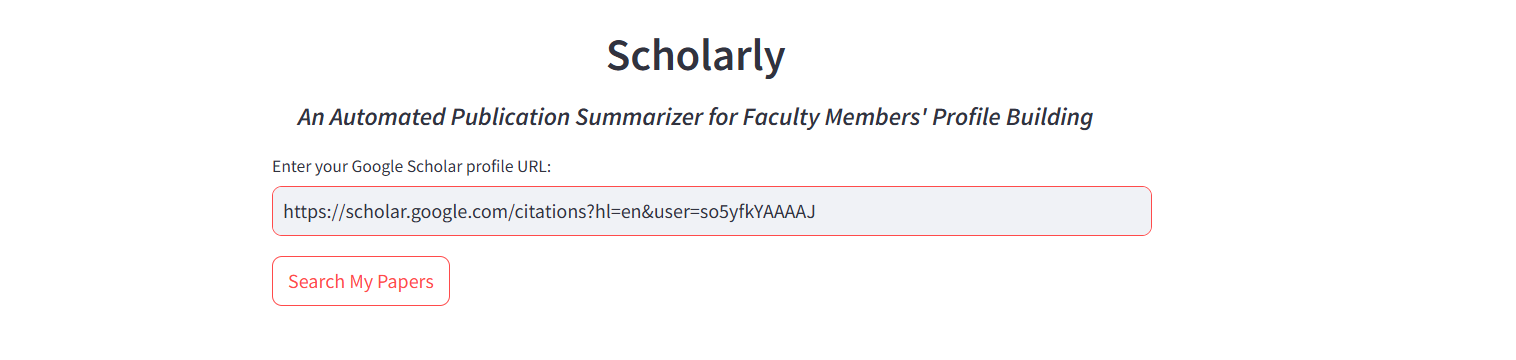 Scholarly
An Automated Publication Summarizer for Faculty Members' Profile Building
Enter your Google Scholar profile URL:
https://scholar.google.com/citations?hl=en&user=so5yfkYAAAAJ
Search My Papers